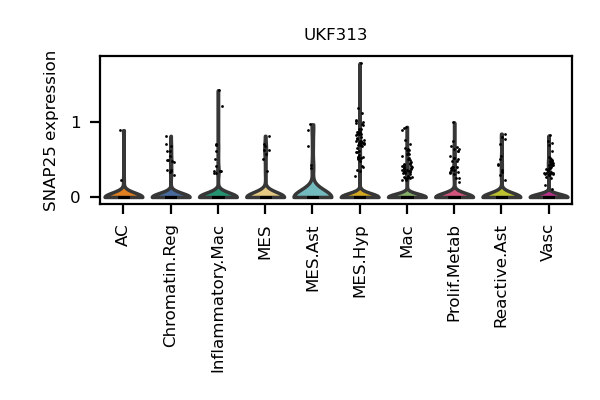 UKF313
SNAP25 expression
1
0
AC
Chromatin.Reg
Inflammatory.Mac
MES
MES.Ast
MES.Hyp
Mac
Prolif.Metab
Reactive.Ast
Vasc